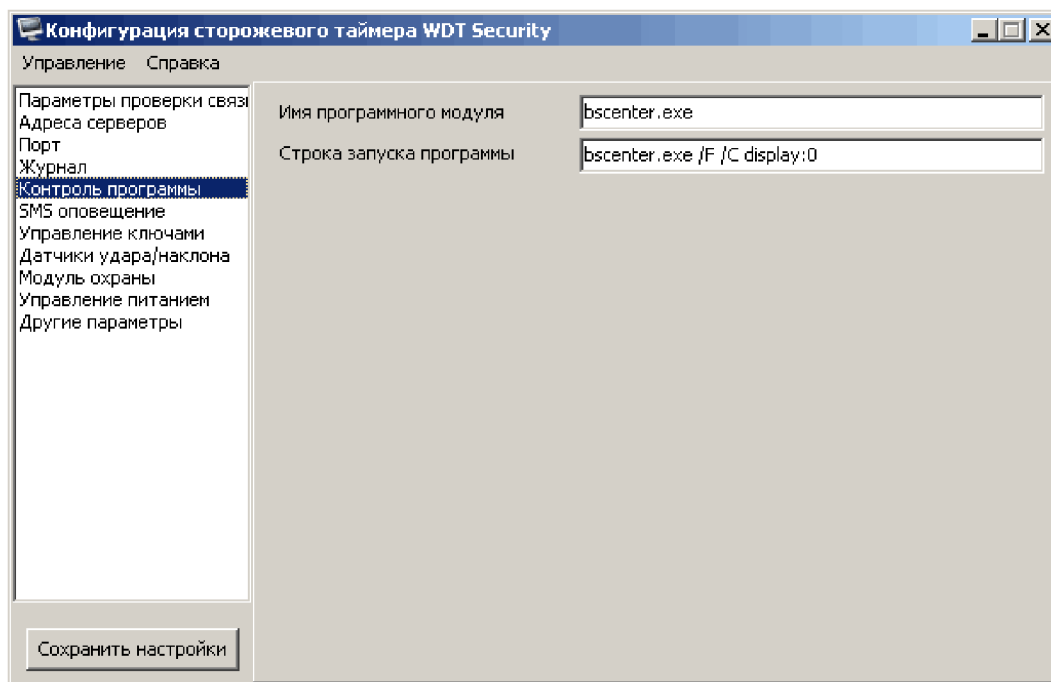 Конфигурация сторожевого таймера WDT Security
Управление Справка
Параметры проверки связи
Адреса серверов
Порт
Журнал
Контроль программы
SMS оповещение
Управление ключами
Датчики удара/наклона
Модуль охраны
Управление питанием
Другие параметры
Имя программного модуля bscenter.exe
Строка запуска программы bscenter.exe /F /C display:0
Сохранить настройки